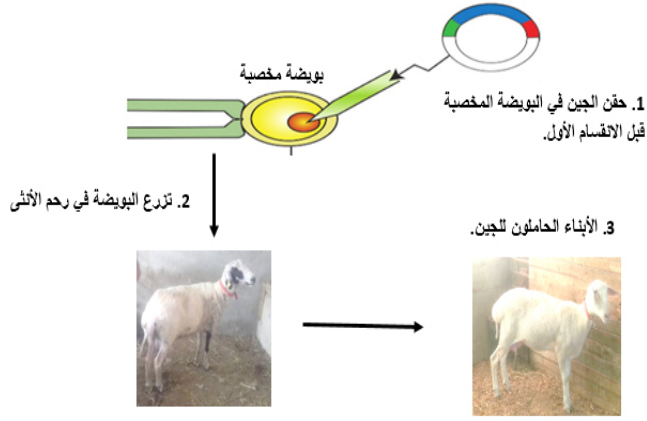 بويضة مخصبة
1. حقن الجين في البويضة المخصبة
قبل الانقسام الأول.
2. تزرع البويضة في رحم الأنثى
3. الأبناء الحاملون للجين.